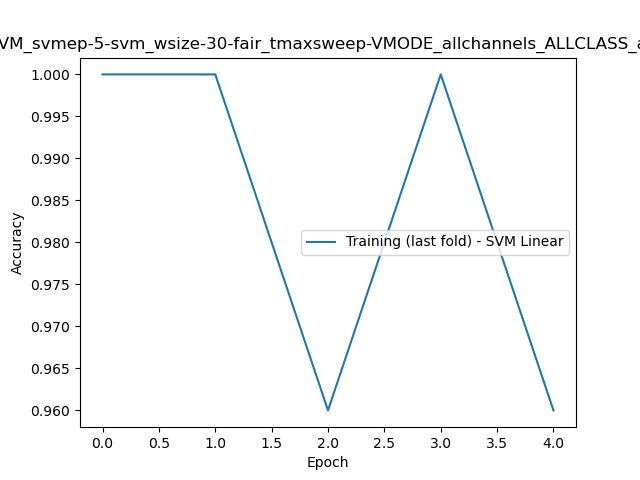 VM_svmep-5-svm_wsize-30-fair_tmaxsweep-VMODE_allchannels_ALLCLASS_a
1.000
0.995
0.990
0.985
0.980
0.975
0.970
0.965
0.960
Accuracy
Training (last fold) - SVM Linear
0.0 0.5 1.0 1.5 2.0 2.5 3.0 3.5 4.0
Epoch